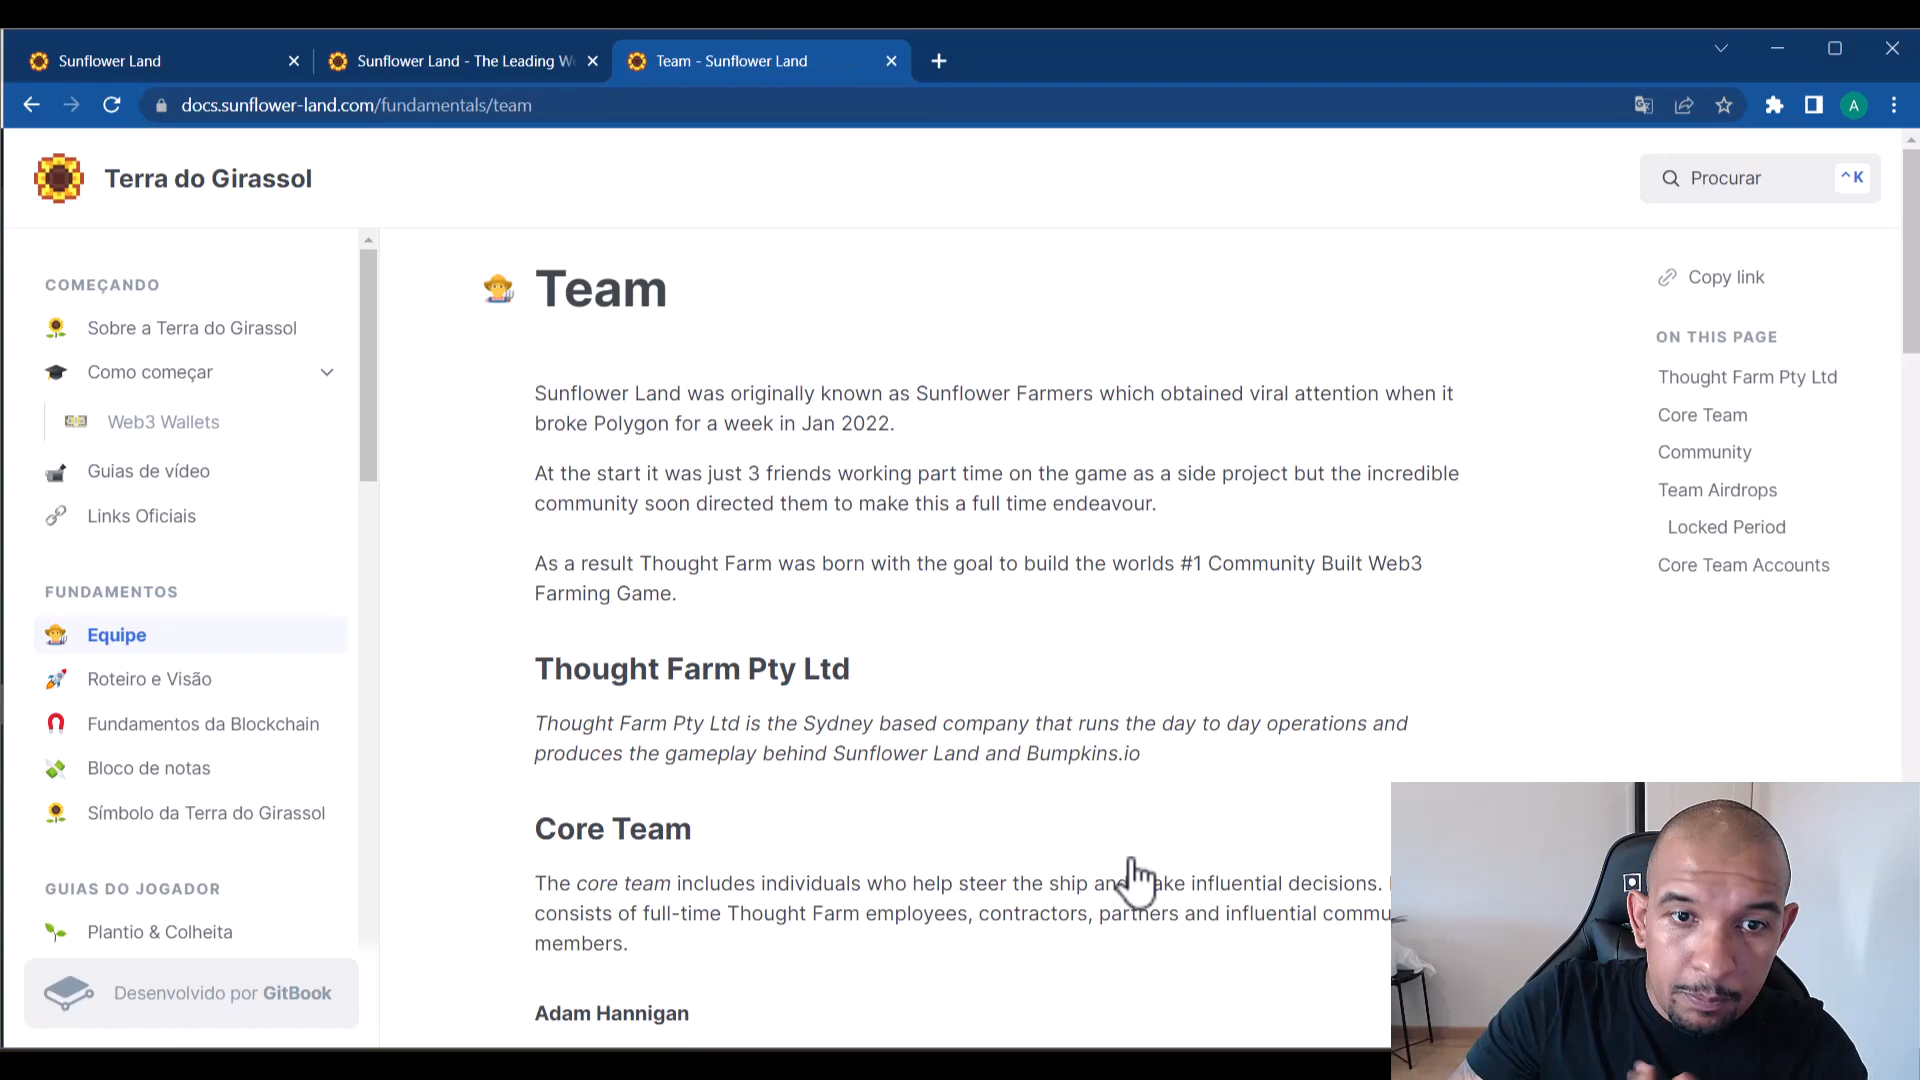 Sunflower Land
Sunflower Land - The Leading W
Team - Sunflower Land
docs.sunflower-land.com/fundamentals/team
A
Terra do Girassol
Procurar
^K
COMEÇANDO
Sobre a Terra do Girassol
Como começar
Web3 Wallets
Guias de vídeo
Links Oficiais
FUNDAMENTOS
Equipe
Roteiro e Visão
Fundamentos da Blockchain
Bloco de notas
Símbolo da Terra do Girassol
GUIAS DO JOGADOR
Plantio & Colheita
Desenvolvido por GitBook
Team
Sunflower Land was originally known as Sunflower Farmers which obtained viral attention when it
broke Polygon for a week in Jan 2022.
At the start it was just 3 friends working part time on the game as a side project but the incredible
community soon directed them to make this a full time endeavour.
As a result Thought Farm was born with the goal to build the worlds #1 Community Built Web3
Farming Game.
Thought Farm Pty Ltd
Thought Farm Pty Ltd is the Sydney based company that runs the day to day operations and
produces the gameplay behind Sunflower Land and Bumpkins.io
Core Team
The core team includes individuals who help steer the ship and ake influential decisions.
consists of full-time Thought Farm employees, contractors, partners and influential commu
members.
Adam Hannigan
Copy link
ON THIS PAGE
Thought Farm Pty Ltd
Core Team
Community
Team Airdrops
Locked Period
Core Team Accounts